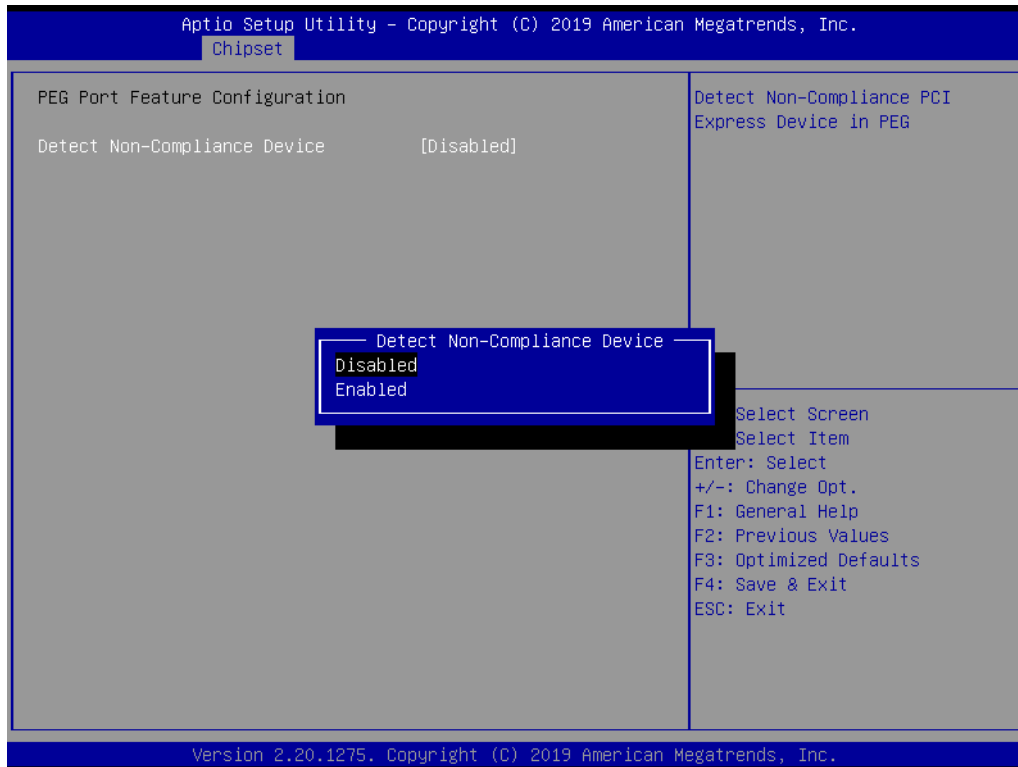 Aptio Setup Utility – Copyright (C) 2019 American Megatrends, Inc.
Chipset
PEG Port Feature Configuration
Detect Non-Compliance Device [Disabled]
Detect Non-Compliance PCI
Express Device in PEG
Detect Non-Compliance Device
Disabled
Enabled
Select Screen
Select Item
Enter: Select
+/-: Change Opt.
F1: General Help
F2: Previous Values
F3: Optimized Defaults
F4: Save & Exit
ESC: Exit
Version 2.20.1275. Copyright (C) 2019 American Megatrends, Inc.